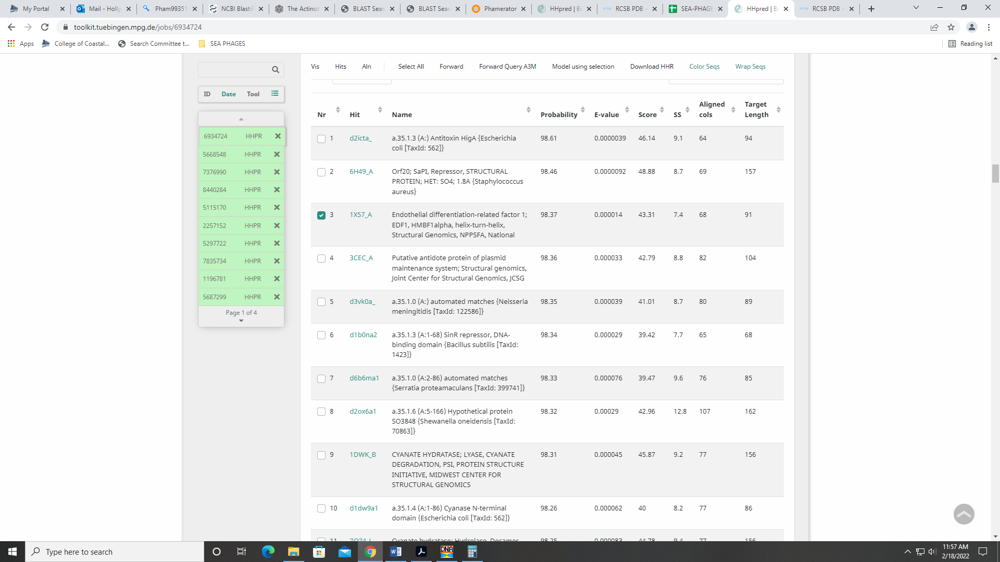 My Portal
Mail - Holly
Pham99351
NCBI Blast:P
The Actinob
BLAST Sear
BLAST Sear
Phamerator
HHpred | Bi
RCSB PDB -
SEA-PHAGE
HHpred | Bi
RCSB PDB -
toolkit.tuebingen.mpg.de/jobs/6934724
Apps
College of Coastal...
Search Committee t...
SEA PHAGES
Reading list
Vis Hits Aln Select All Forward Forward Query A3M Model using selection Download HHR Color Seqs Wrap Seqs
ID Date Tool
6934724 HHPR
5668548 HHPR
7376990 HHPR
8440284 HHPR
5115170 HHPR
2257152 HHPR
5297722 HHPR
7835734 HHPR
1196781 HHPR
5687299 HHPR
Page 1 of 4
Nr Hit Name Probability E-value Score SS Aligned cols Target Length
1 d2icta_ a.35.1.3 (A:) Antitoxin HigA {Escherichia 98.61 0.0000039 46.14 9.1 64 94
coli [TaxId: 562]}
2 6H49_A Orf20; SaPI, Repressor, STRUCTURAL 98.46 0.0000092 48.88 8.7 69 157
PROTEIN; HET: SO4; 1.8A {Staphylococcus
aureus}
3 1X57_A Endothelial differentiation-related factor 1; 98.37 0.000014 43.31 7.4 68 91
EDF1, HMBF1alpha, helix-turn-helix,
Structural Genomics, NPPSFA, National
4 3CEC_A Putative antidote protein of plasmid 98.36 0.000033 42.79 8.8 82 104
maintenance system; Structural genomics,
Joint Center for Structural Genomics, JCSG
5 d3vk0a_ a.35.1.0 (A:) automated matches {Neisseria 98.35 0.000039 41.01 8.7 80 89
meningitidis [TaxId: 122586]}
6 d1b0na2 a.35.1.3 (A:1-68) SinR repressor, DNA- 98.34 0.000029 39.42 7.7 65 68
binding domain {Bacillus subtilis [TaxId:
1423]}
7 d6b6ma1 a.35.1.0 (A:2-86) automated matches 98.33 0.000076 39.47 9.6 76 85
{Serratia proteamaculans [TaxId: 399741]}
8 d2ox6a1 a.35.1.6 (A:5-166) Hypothetical protein 98.32 0.00029 42.96 12.8 107 162
SO3848 {Shewanella oneidensis [TaxId:
70863]}
9 1DWK_B CYANATE HYDRATASE; LYASE, CYANATE 98.31 0.000045 45.87 9.2 77 156
DEGRADATION, PSI, PROTEIN STRUCTURE
INITIATIVE, MIDWEST CENTER FOR
STRUCTURAL GENOMICS
10 d1dw9a1 a.35.1.4 (A:1-86) Cyanase N-terminal 98.26 0.000062 40 8.2 77 86
domain {Escherichia coli [TaxId: 562]}
11 Cyanate hydratase; Hydrolase, Decamer 98.25 0.000083 44.78 9.4 77 156
Type here to search
DNA
11:57 AM
2/18/2022